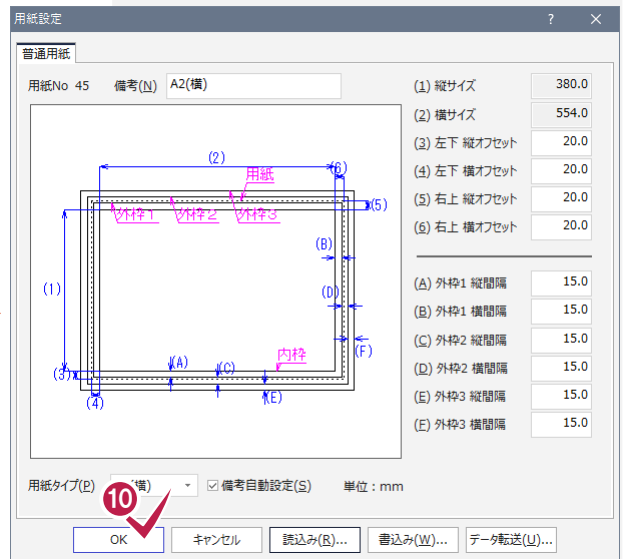 用紙設定 ? ×
普通用紙
用紙No 45 備考(N) A2(横)
(1) 縦サイズ 380.0
(2) 横サイズ 554.0
(3) 左下 縦オフセット 20.0
(4) 左下 横オフセット 20.0
(5) 右上 縦オフセット 20.0
(6) 右上 横オフセット 20.0
(A) 外枠1 縦間隔 15.0
(B) 外枠1 横間隔 15.0
(C) 外枠2 縦間隔 15.0
(D) 外枠2 横間隔 15.0
(E) 外枠3 縦間隔 15.0
(F) 外枠3 横間隔 15.0
(2)
用紙 (6)
外枠1 外枠2 外枠3 (5)
(B)
(1) (D)
内枠 (F)
(3) (A) (C)
(4) (E)
用紙タイプ(P) (横) 備考自動設定(S) 単位：mm
10
OK キャンセル 読込み(R)... 書込み(W)... データ転送(U)...